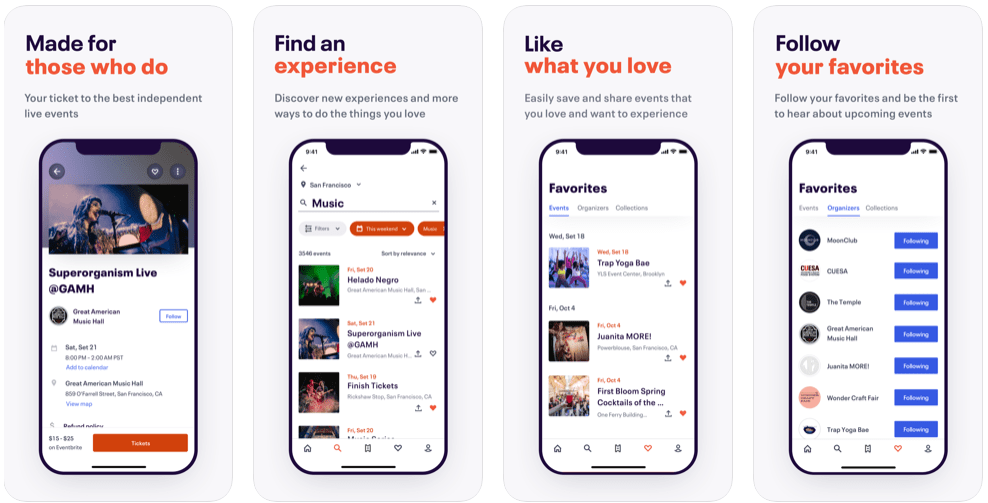 Made for
those who do
Your ticket to the best independent
live events
Superorganism Live
@GAMH
Great American
Music Hall
Follow
Sat, Set 21
6:00 PM - 2:00 AM PST
Add to calendar
Great American Music Hall
859 O'Farrell Street, San Francisco, CA
View map
Refund policy
$15 - $25
on Eventbrite
Tickets
Find an
experience
Discover new experiences and more
ways to do the things you love
9:41
San Francisco
Music
Filters
This weekend
Music
3546 events
Sort by relevance
Fri, Set 20
Helado Negro
Great American Music Hall, San ...
Sat, Set 21
Superorganism Live
@GAMH
Great American Music H...
Thu, Set 19
Finish Tickets
Rickshaw Stop, San Francisco, CA
Fri, Set 20
Music Series
Like
what you love
Easily save and share events that
you love and want to experience
9:41
Favorites
Events Organizers Collections
Wed, Set 18
Wed, Set 18
Trap Yoga Bae
YLS Event Center, Brooklyn
Fri, Oct 4
Fri, Oct 4
Juanita MORE!
Powerblouse, San Francisco, CA
Fri, Oct 4
First Bloom Spring
Cocktails of the ...
One Ferry Building...
Follow
your favorites
Follow your favorites and be the first
to hear about upcoming events
9:41
Favorites
Events Organizers Collections
MoonClub Following
CUESA
CUESA Following
The Temple Following
Great American
Music Hall
Following
Juanita MORE! Following
Wonder Craft Fair Following
Trap Yoga Bae Following